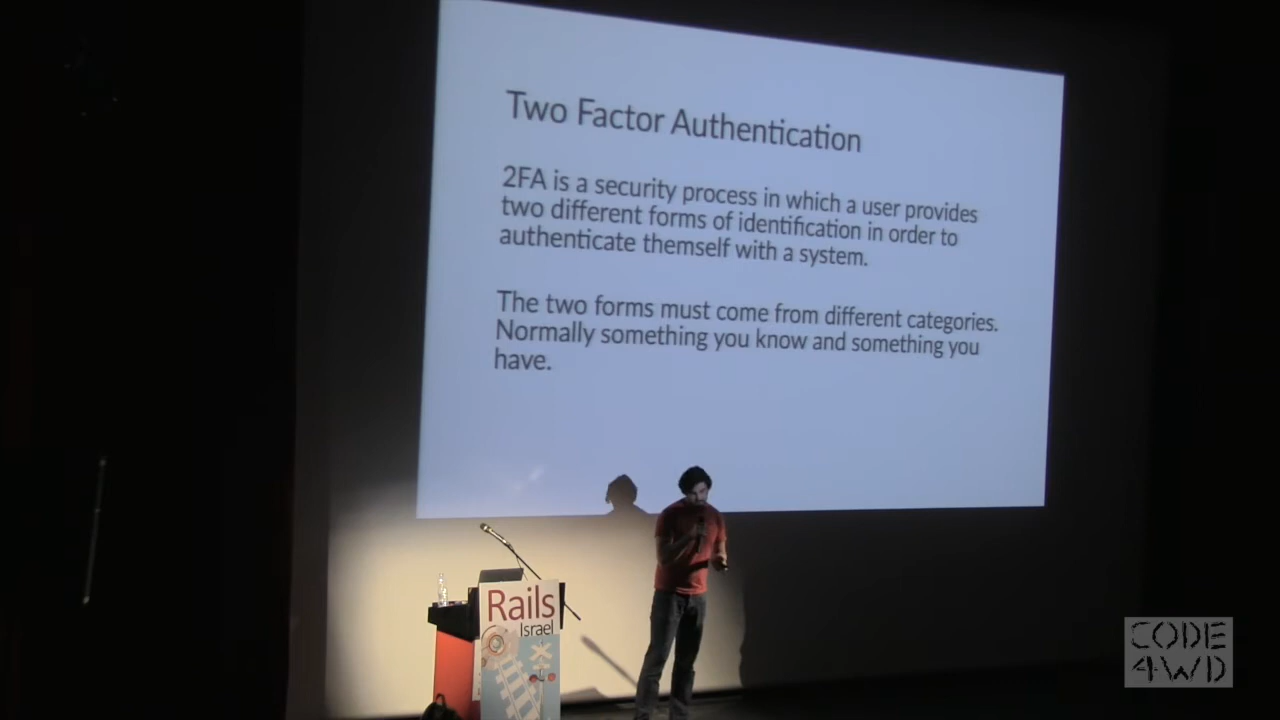 Two Factor Authentication
2FA is a security process in which a user provides
two different forms of identification in order to
authenticate themself with a system.
The two forms must come from different categories.
Normally something you know and something you
have.
Rails
Israel
CODE
4WD